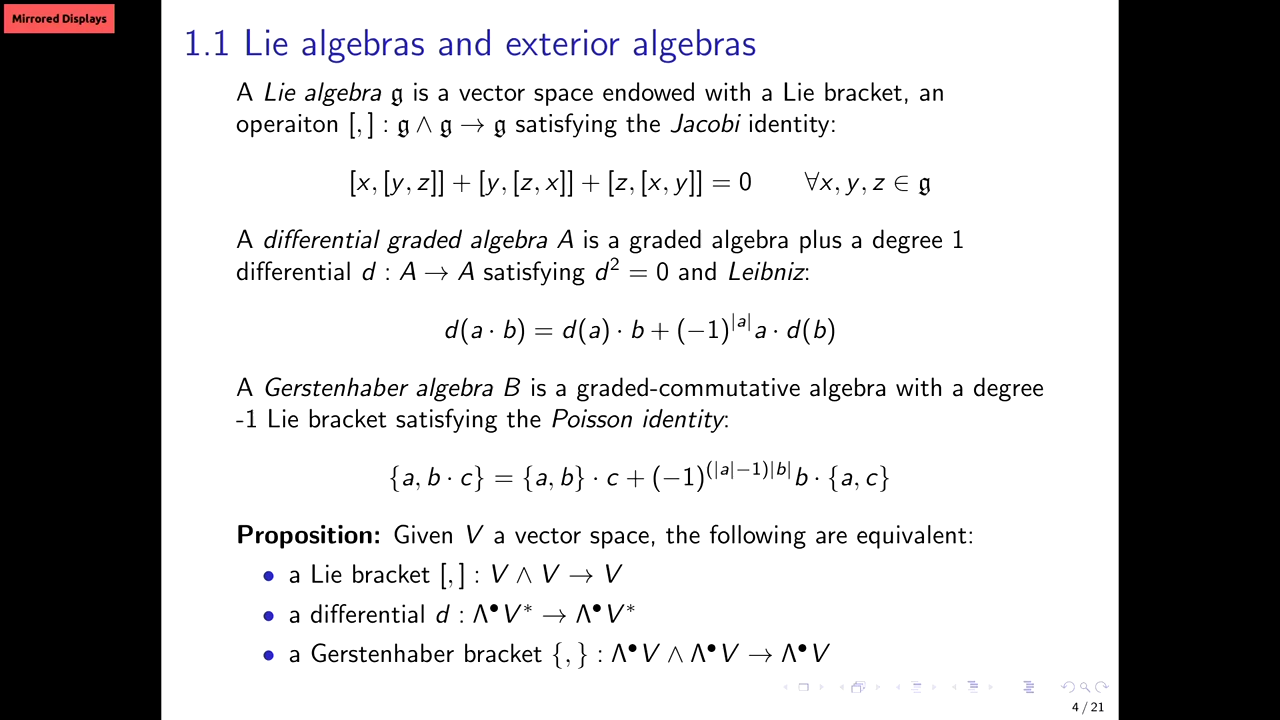 Mirrored Displays
1.1 Lie algebras and exterior algebras
A Lie algebra 𝔤 is a vector space endowed with a Lie bracket, an
operaiton [,] : 𝔤 ∧ 𝔤 → 𝔤 satisfying the Jacobi identity:
[x, [y, z]] + [y, [z, x]] + [z, [x, y]] = 0 ∀x, y, z ∈ 𝔤
A differential graded algebra A is a graded algebra plus a degree 1
differential d : A → A satisfying d² = 0 and Leibniz:
d(a · b) = d(a) · b + (−1)^|a| a · d(b)
A Gerstenhaber algebra B is a graded-commutative algebra with a degree
-1 Lie bracket satisfying the Poisson identity:
{a, b · c} = {a, b} · c + (−1)^(|a|−1)|b| b · {a, c}
Proposition: Given V a vector space, the following are equivalent:
• a Lie bracket [,] : V ∧ V → V
• a differential d : Λ•V* → Λ•V*
• a Gerstenhaber bracket {,} : Λ•V ∧ Λ•V → Λ•V
4 / 21